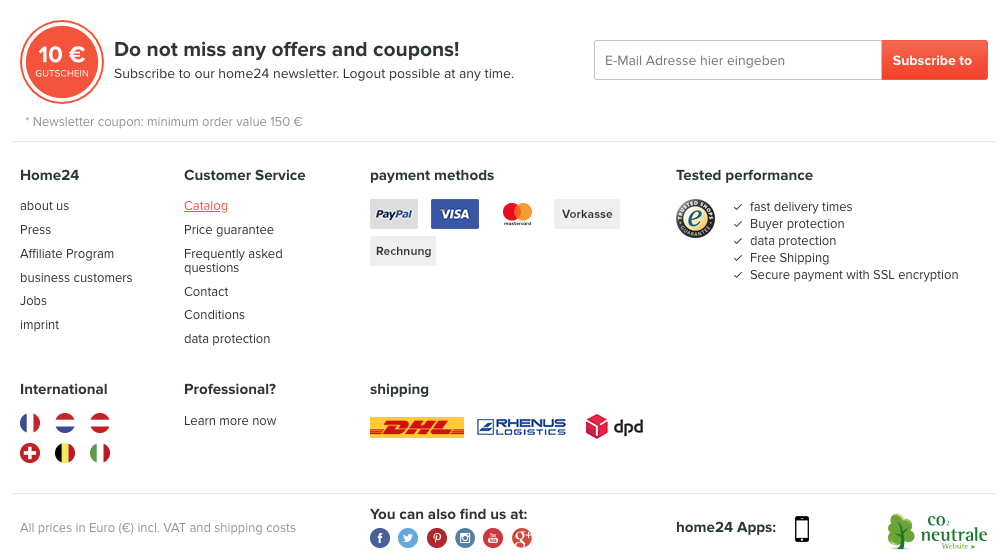 10 €
GUTSCHEIN
Do not miss any offers and coupons!
Subscribe to our home24 newsletter. Logout possible at any time.
E-Mail Adresse hier eingeben
Subscribe to
* Newsletter coupon: minimum order value 150 €
Home24
about us
Press
Affiliate Program
business customers
Jobs
imprint
Customer Service
Catalog
Price guarantee
Frequently asked
questions
Contact
Conditions
data protection
payment methods
PayPal
VISA
mastercard
Vorkasse
Rechnung
Tested performance
TRUSTED SHOPS
GUARANTEE
e
fast delivery times
Buyer protection
data protection
Free Shipping
Secure payment with SSL encryption
International
Professional?
Learn more now
shipping
DHL
RHENUS
LOGISTICS
dpd
All prices in Euro (€) incl. VAT and shipping costs
You can also find us at:
home24 Apps:
co2
neutrale
Website ►